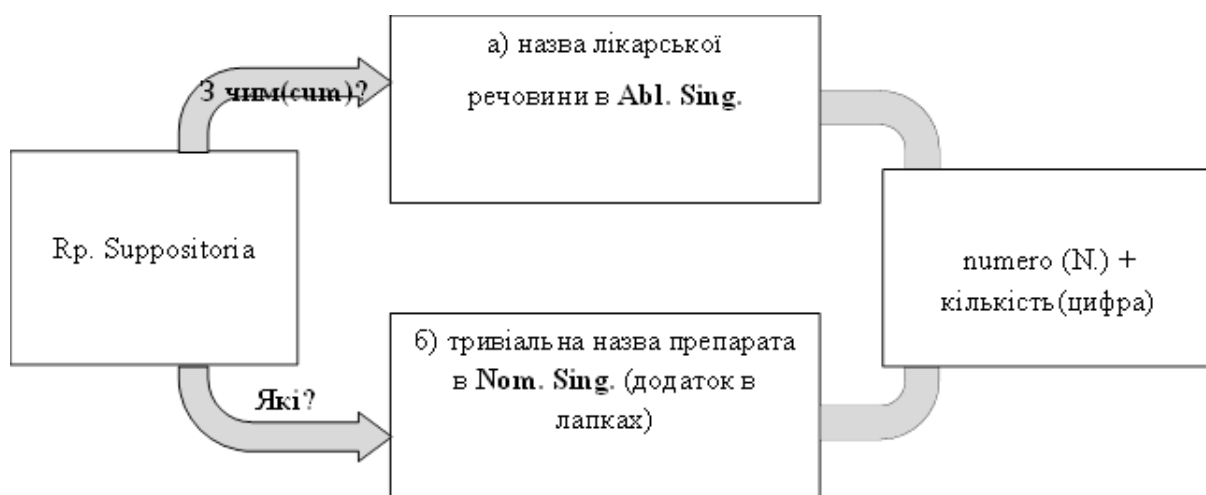 З чим(cum)?
а) назва лікарської
речовини в Abl. Sing.
Rp. Suppositoria
numero (N.) +
кількість(цифра)
Які?
б) тривіальна назва препарата
в Nom. Sing. (додаток в
лапках)